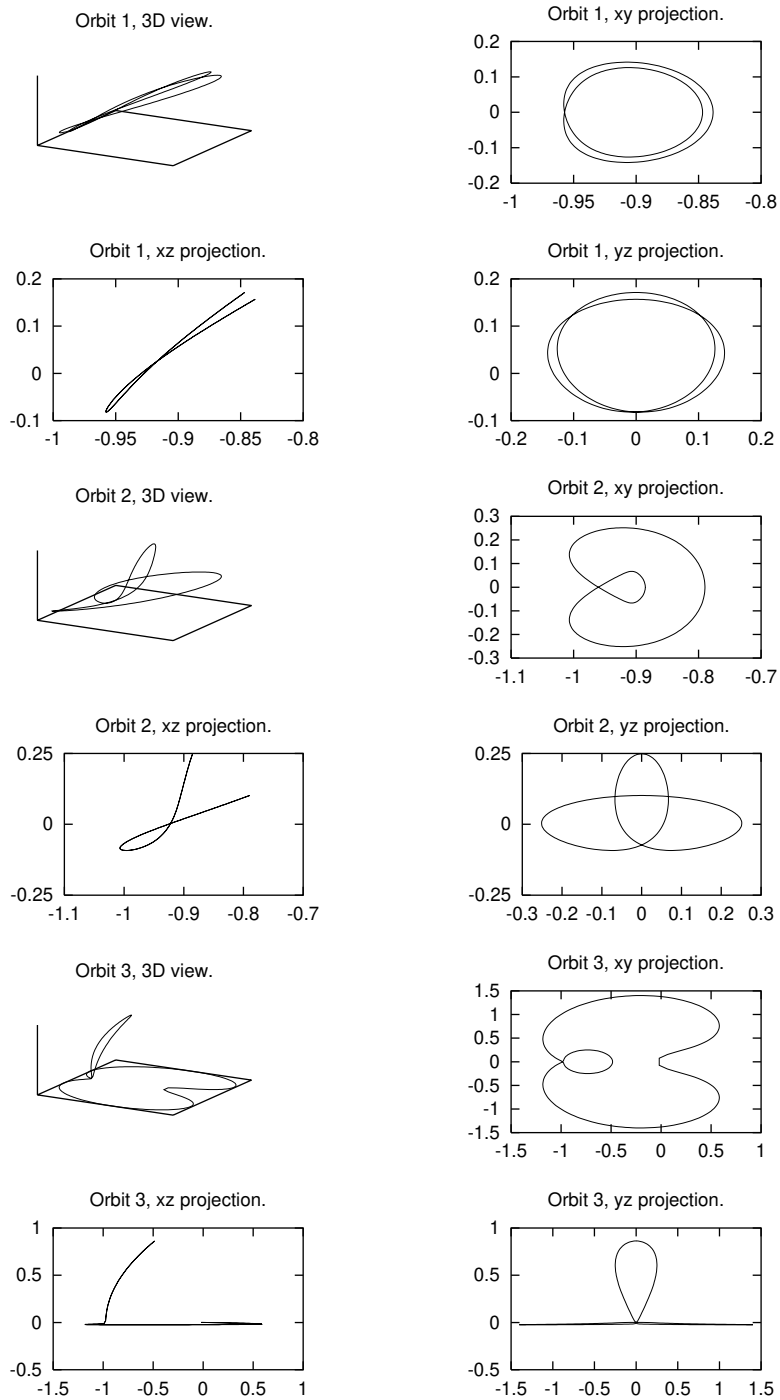 Orbit 1, 3D view.
Orbit 1, xy projection.
0.2
0.1
0
-0.1
-0.2
-1 -0.95 -0.9 -0.85 -0.8
Orbit 1, xz projection.
0.2
0.1
0
-0.1
-1 -0.95 -0.9 -0.85 -0.8
Orbit 1, yz projection.
0.2
0.1
0
-0.1
-0.2 -0.1 0 0.1 0.2
Orbit 2, 3D view.
Orbit 2, xy projection.
0.3
0.2
0.1
0
-0.1
-0.2
-0.3
-1.1 -1 -0.9 -0.8 -0.7
Orbit 2, xz projection.
0.25
0
-0.25
-1.1 -1 -0.9 -0.8 -0.7
Orbit 2, yz projection.
0.25
0
-0.25
-0.3 -0.2 -0.1 0 0.1 0.2 0.3
Orbit 3, 3D view.
Orbit 3, xy projection.
1.5
1
0.5
0
-0.5
-1
-1.5
-1.5 -1 -0.5 0 0.5 1
Orbit 3, xz projection.
1
0.5
0
-0.5
-1.5 -1 -0.5 0 0.5 1
Orbit 3, yz projection.
1
0.5
0
-0.5
-1.5 -1 -0.5 0 0.5 1 1.5